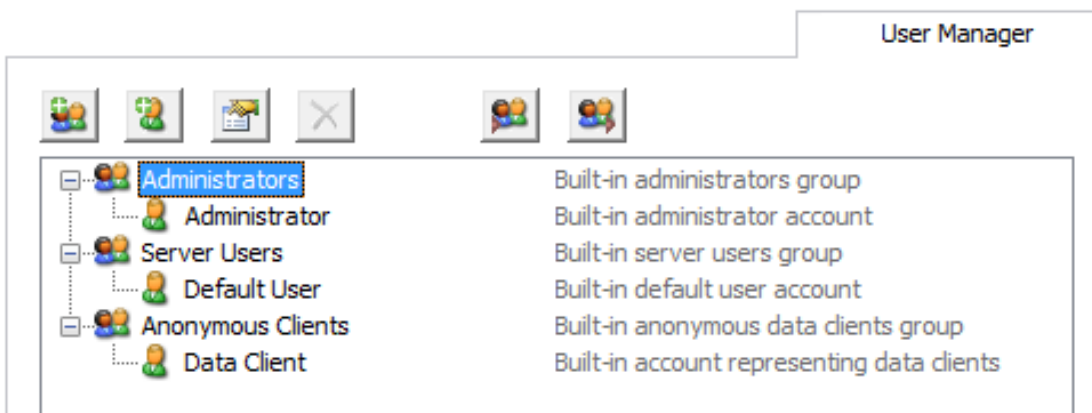 User Manager
Administrators Built-in administrators group
Administrator Built-in administrator account
Server Users Built-in server users group
Default User Built-in default user account
Anonymous Clients Built-in anonymous data clients group
Data Client Built-in account representing data clients